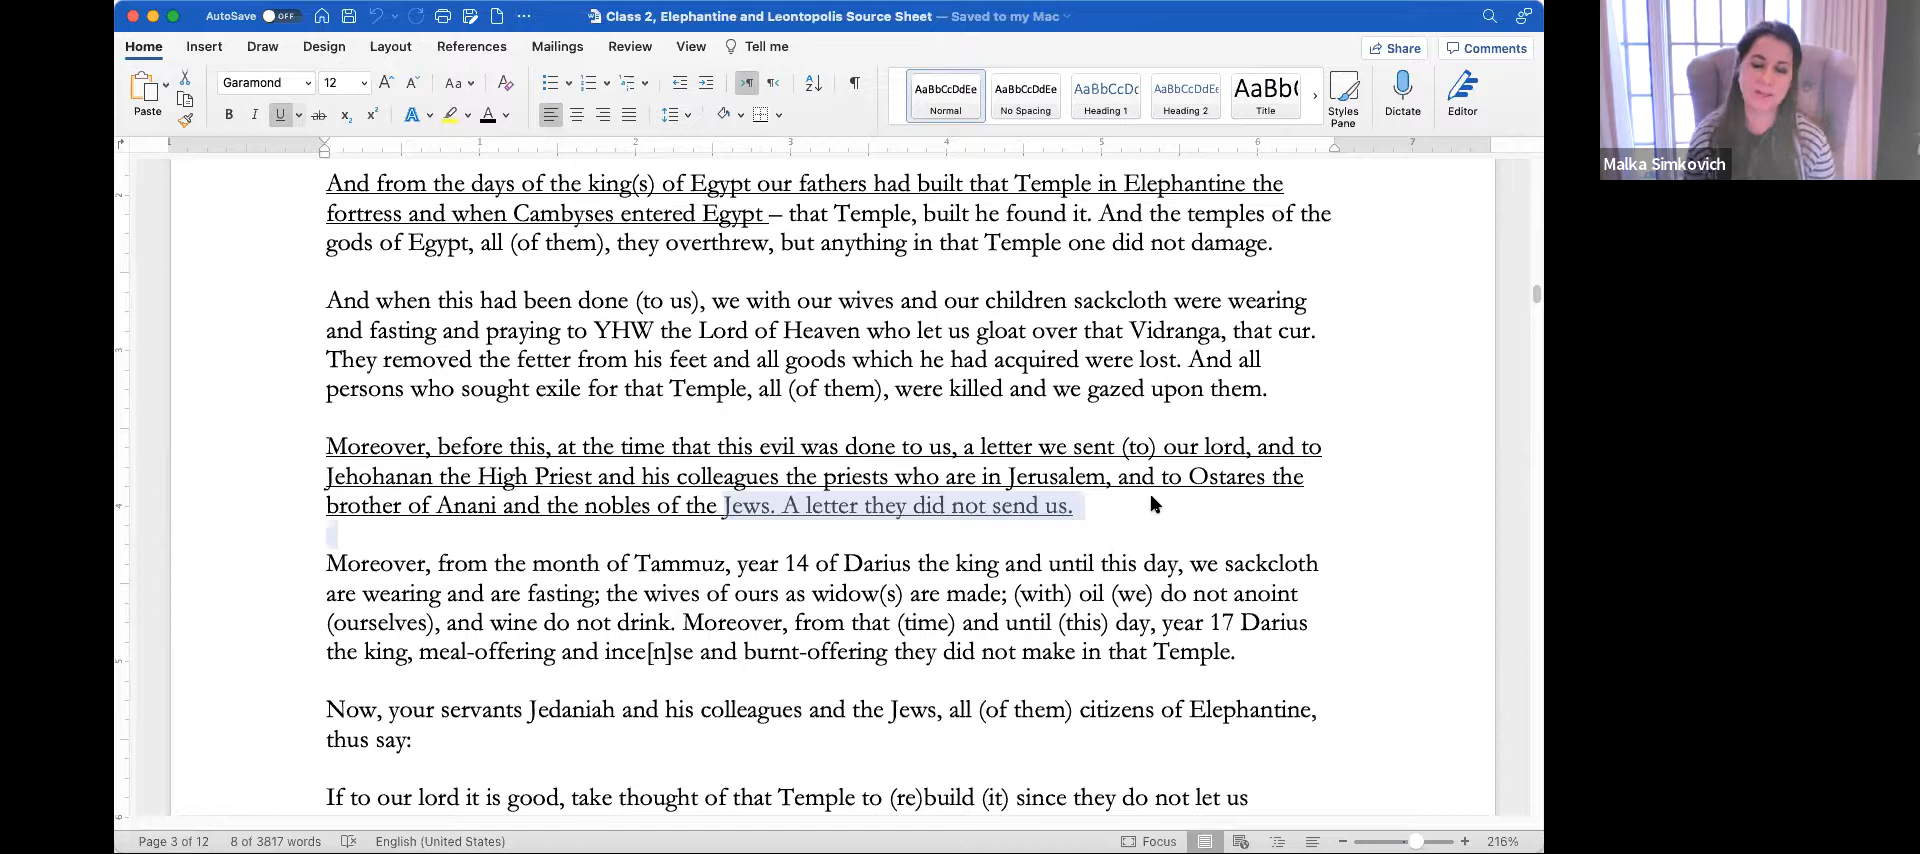 AutoSave OFF
Class 2, Elephantine and Leontopolis Source Sheet — Saved to my Mac
Home Insert Draw Design Layout References Mailings Review View Tell me
Share Comments
Paste
Garamond 12
AaBbCcDdEe AaBbCcDdEe AaBbCcDc AaBbCcDdEe AaBb(
Normal No Spacing Heading 1 Heading 2 Title
Styles Pane
Dictate Editor
1 1 2 3 4 5 6 7
And from the days of the king(s) of Egypt our fathers had built that Temple in Elephantine the
fortress and when Cambyses entered Egypt – that Temple, built he found it. And the temples of the
gods of Egypt, all (of them), they overthrew, but anything in that Temple one did not damage.
And when this had been done (to us), we with our wives and our children sackcloth were wearing
and fasting and praying to YHW the Lord of Heaven who let us gloat over that Vidranga, that cur.
They removed the fetter from his feet and all goods which he had acquired were lost. And all
persons who sought exile for that Temple, all (of them), were killed and we gazed upon them.
Moreover, before this, at the time that this evil was done to us, a letter we sent (to) our lord, and to
Jehohanan the High Priest and his colleagues the priests who are in Jerusalem, and to Ostares the
brother of Anani and the nobles of the Jews. A letter they did not send us.
Moreover, from the month of Tammuz, year 14 of Darius the king and until this day, we sackcloth
are wearing and are fasting; the wives of ours as widow(s) are made; (with) oil (we) do not anoint
(ourselves), and wine do not drink. Moreover, from that (time) and until (this) day, year 17 Darius
the king, meal-offering and ince[n]se and burnt-offering they did not make in that Temple.
Now, your servants Jedaniah and his colleagues and the Jews, all (of them) citizens of Elephantine,
thus say:
If to our lord it is good, take thought of that Temple to (re)build (it) since they do not let us
Page 3 of 12 8 of 3817 words English (United States) Focus 216%
Malka Simkovich